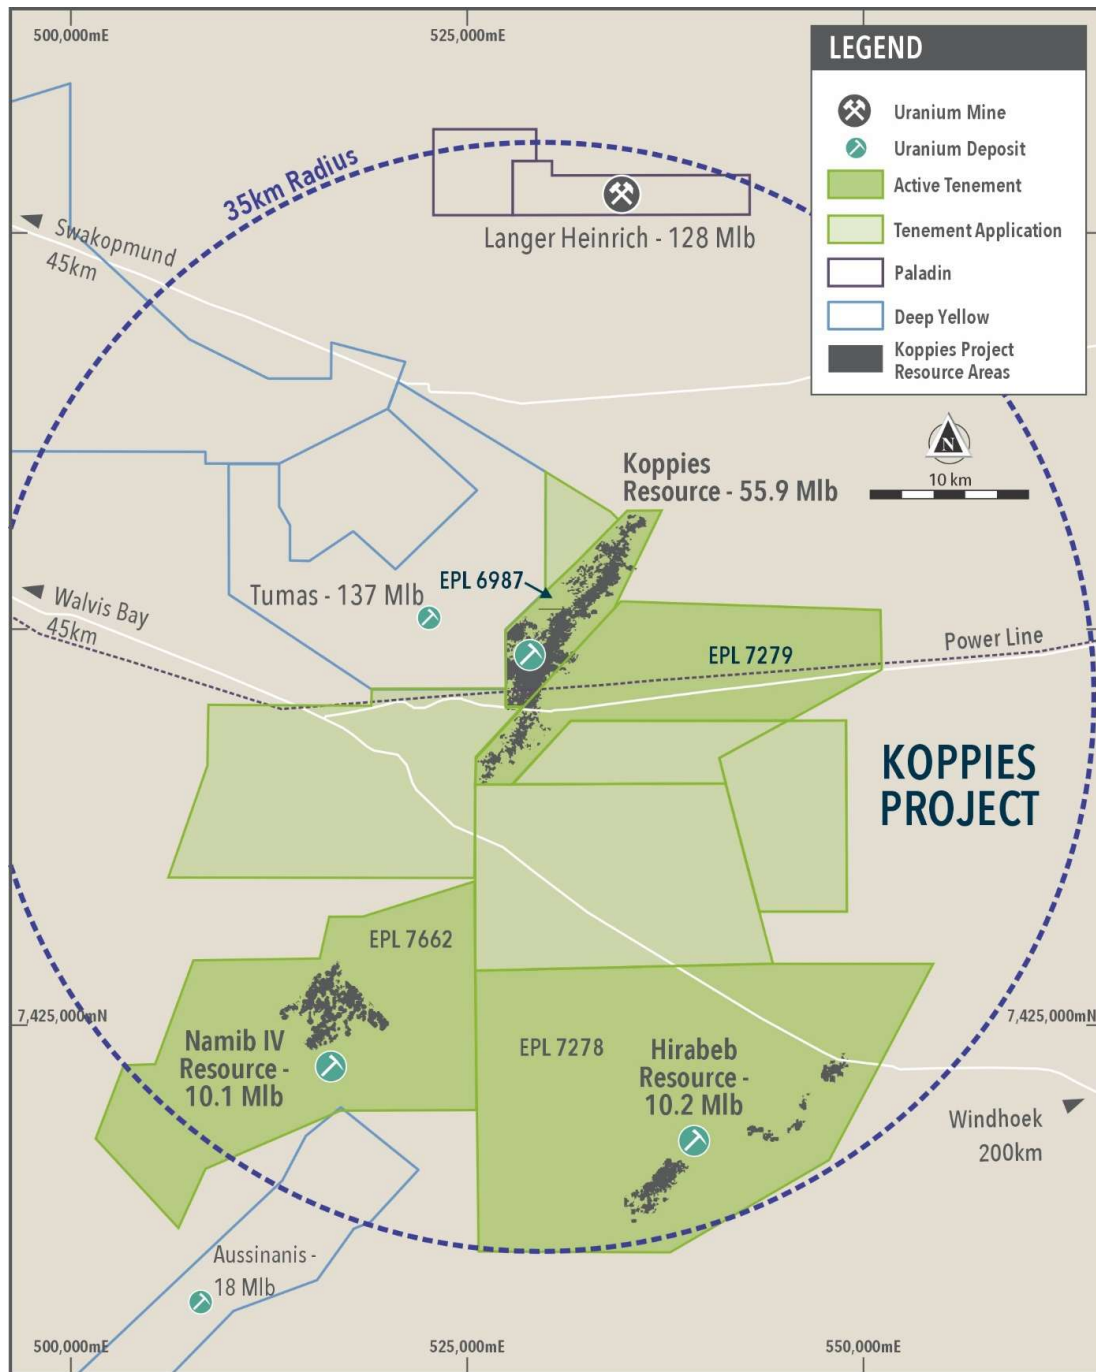 500,000mE
525,000mE
LEGEND
Uranium Mine
Uranium Deposit
Active Tenement
Tenement Application
Paladin
Deep Yellow
Koppies Project
Resource Areas
35km Radius
Swakopmund
45km
Langer Heinrich - 128 Mlb
N
10 km
Koppies
Resource - 55.9 Mlb
EPL 6987
Tumas - 137 Mlb
Walvis Bay
45km
Power Line
EPL 7279
KOPPIES
PROJECT
EPL 7662
7,425,000mN
7,425,000mN
Namib IV
Resource -
10.1 Mlb
EPL 7278
Hirabeb
Resource -
10.2 Mlb
Windhoek
200km
Aussinanis -
18 Mlb
500,000mE
525,000mE
550,000mE